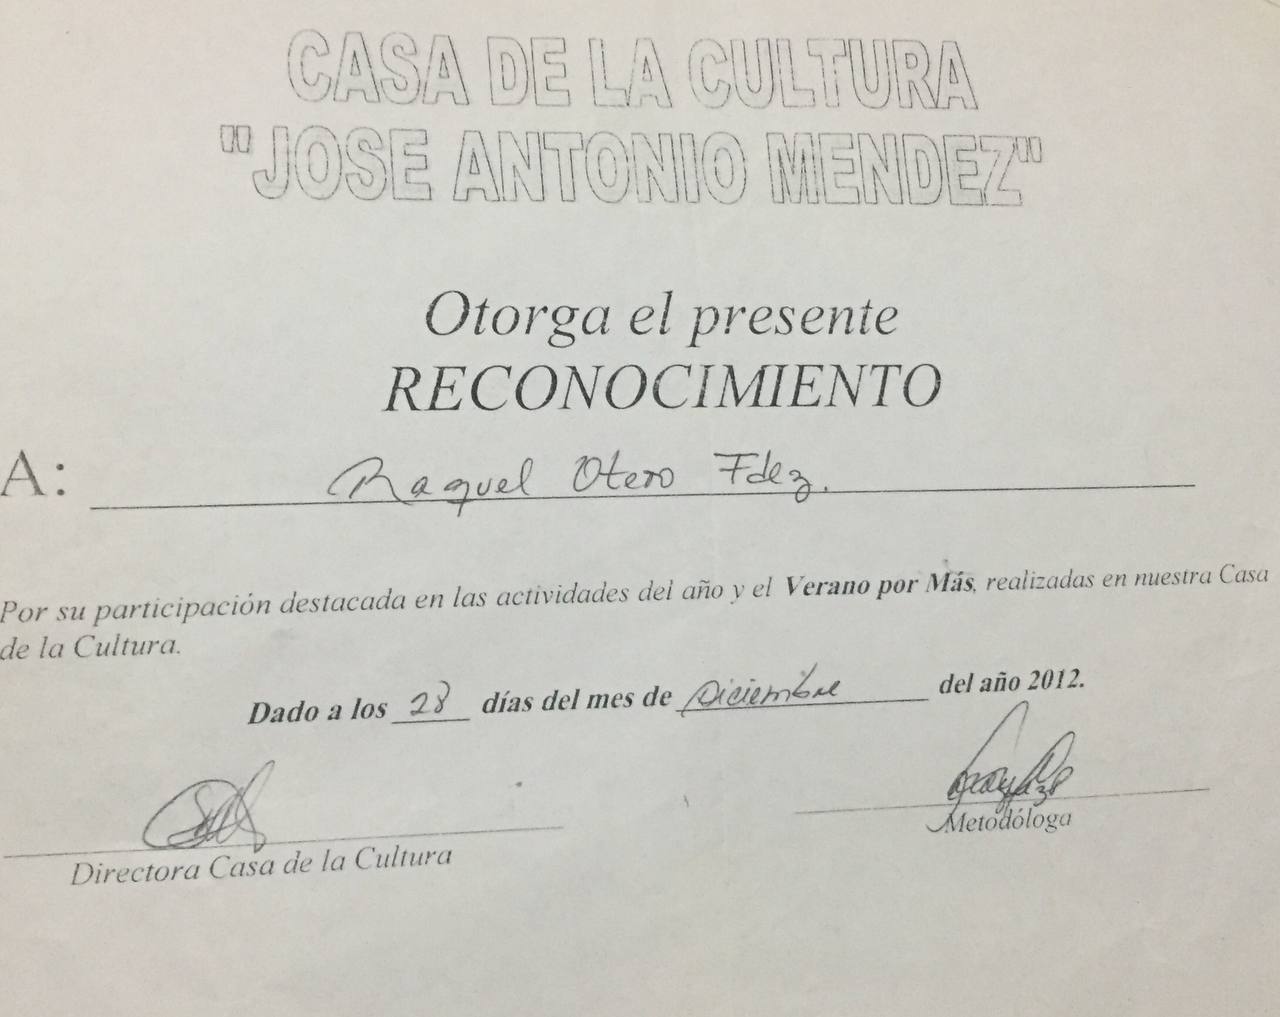 CASA DE LA CULTURA
"JOSE ANTONIO MENDEZ"
Otorga el presente
RECONOCIMIENTO
A: Raquel Otero Fdez.
Por su participación destacada en las actividades del año y el Verano por Más, realizadas en nuestra Casa
de la Cultura.
Dado a los 28 días del mes de Diciembre del año 2012.
Directora Casa de la Cultura
Metodóloga